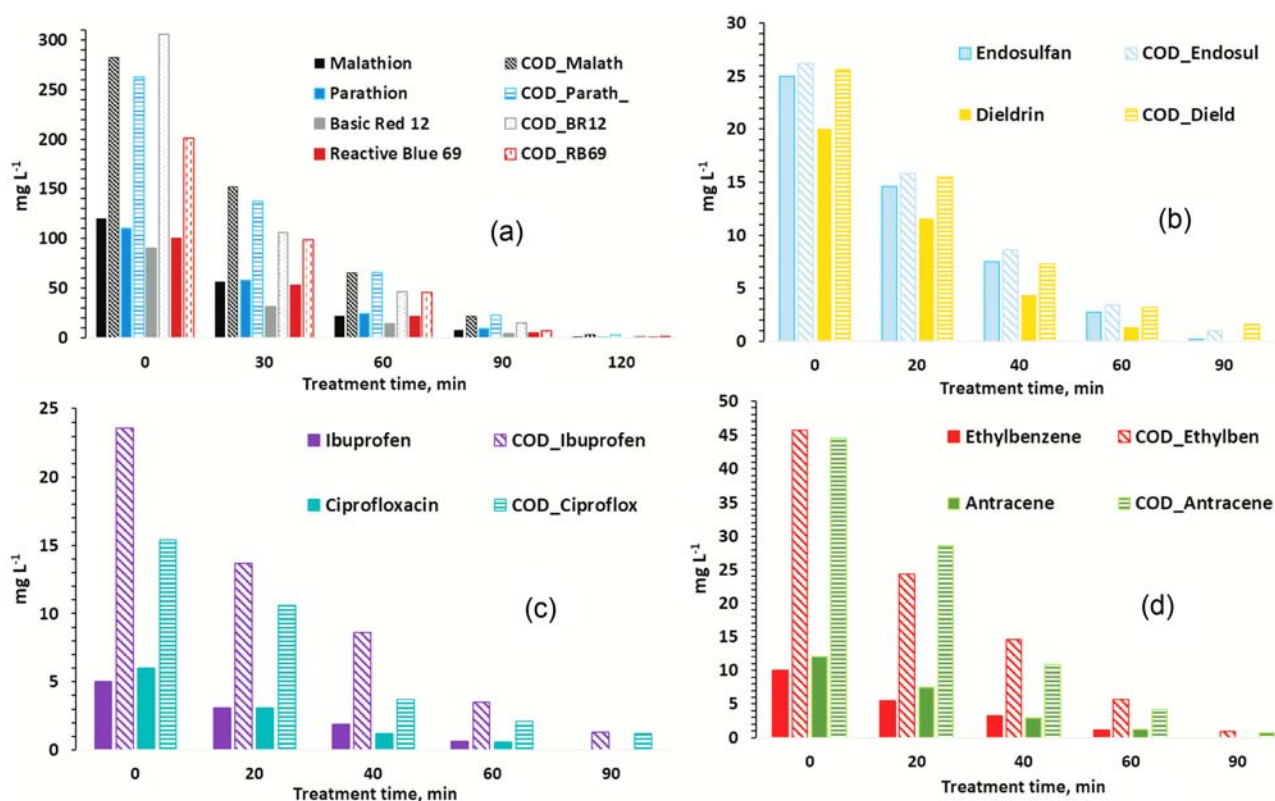 300
250
200
150
100
50
0
mg L-1
Malathion
COD_Malath
Parathion
COD_Parath_
Basic Red 12
COD_BR12
Reactive Blue 69
COD_RB69
(a)
0 30 60 90 120
Treatment time, min
30
25
20
15
10
5
0
mg L-1
Endosulfan
COD_Endosul
Dieldrin
COD_Dield
(b)
0 20 40 60 90
Treatment time, min
25
20
15
10
5
0
mg L-1
Ibuprofen
COD_Ibuprofen
Ciprofloxacin
COD_Ciproflox
(c)
0 20 40 60 90
Treatment time, min
50
45
40
35
30
25
20
15
10
5
0
mg L-1
Ethylbenzene
COD_Ethylben
Antracene
COD_Antracene
(d)
0 20 40 60 90
Treatment time, min